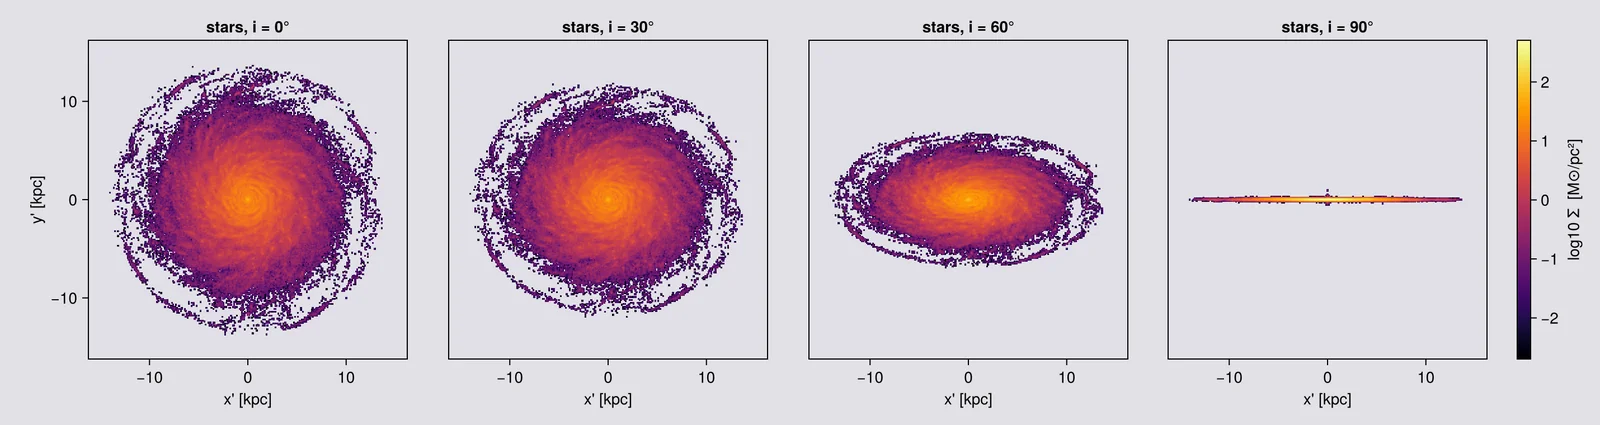 stars, i = 0°
stars, i = 30°
stars, i = 60°
stars, i = 90°
10
0
−10
y' [kpc]
−10 0 10
x' [kpc]
−10 0 10
x' [kpc]
−10 0 10
x' [kpc]
−10 0 10
x' [kpc]
2
1
0
−1
−2
log10 Σ [M⊙/pc²]